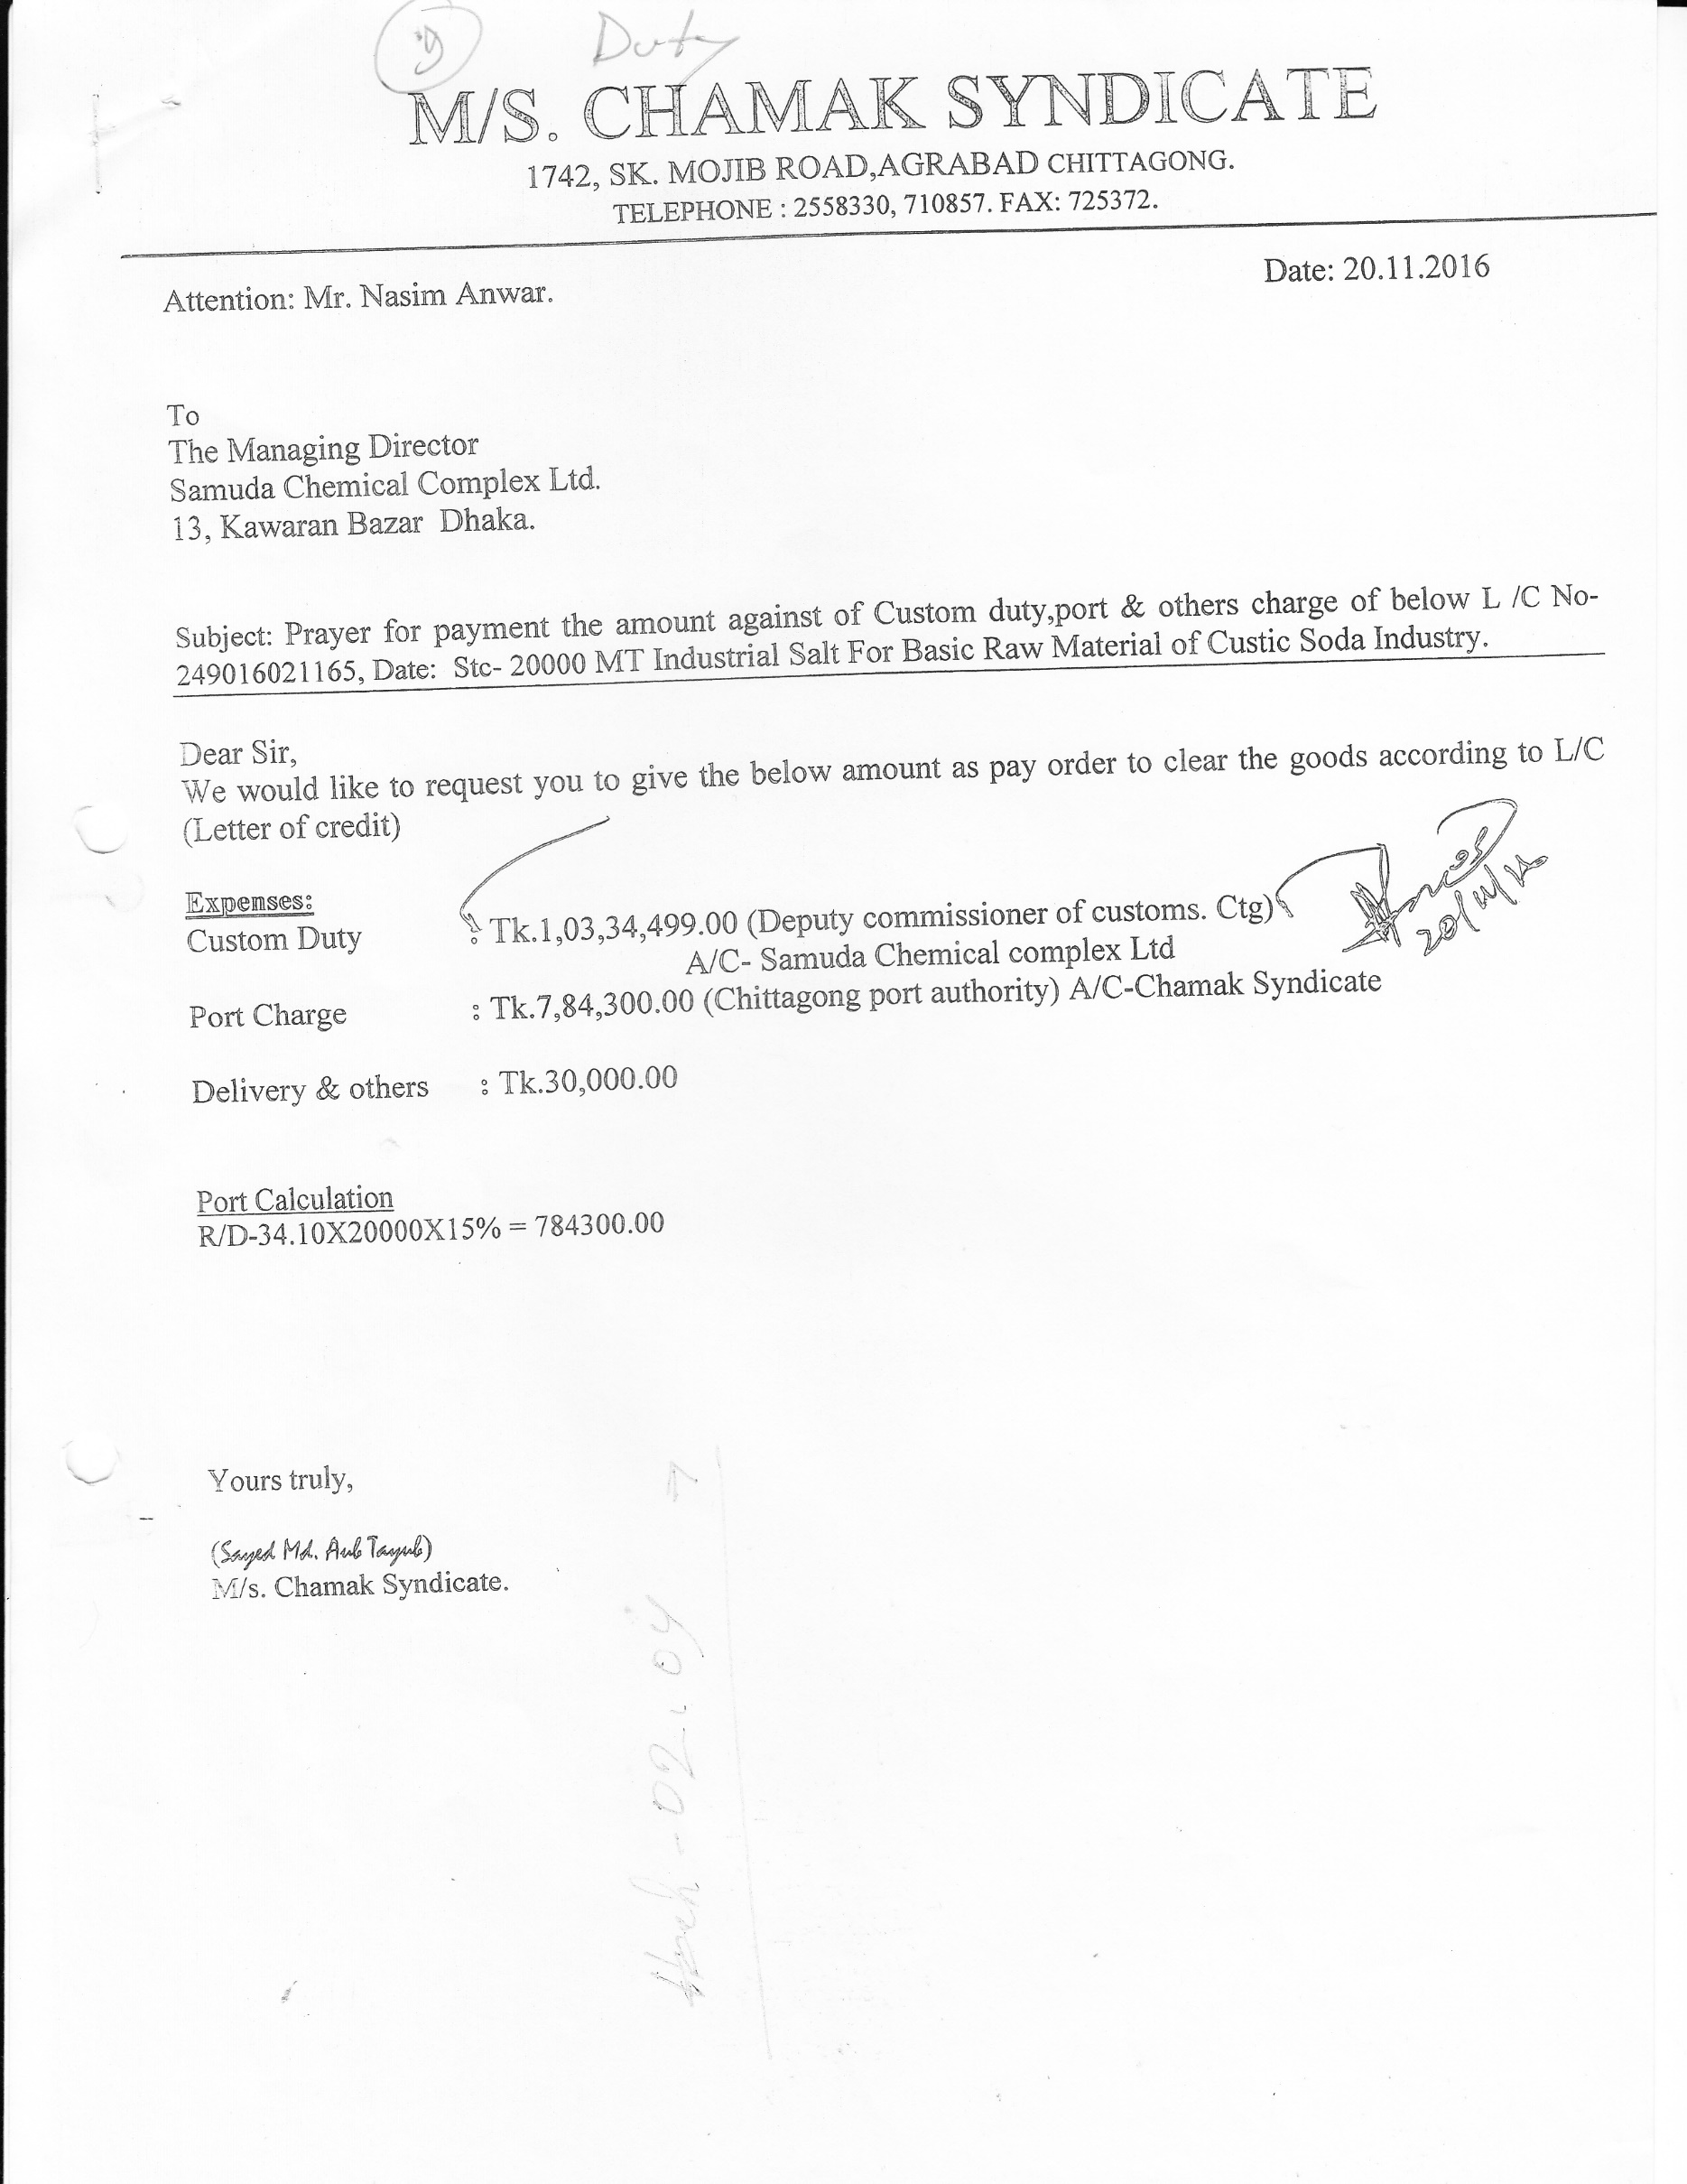 Duty
M/S. CHAMAK SYNDICATE
1742, SK. MOJIB ROAD,AGRABAD CHITTAGONG.
TELEPHONE : 2558330, 710857. FAX: 725372.
Date: 20.11.2016
Attention: Mr. Nasim Anwar.
To
The Managing Director
Samuda Chemical Complex Ltd.
13, Kawaran Bazar Dhaka.
Subject: Prayer for payment the amount against of Custom duty,port & others charge of below L /C No-
249016021165, Date: Stc- 20000 MT Industrial Salt For Basic Raw Material of Custic Soda Industry.
Dear Sir,
We would like to request you to give the below amount as pay order to clear the goods according to L/C
(Letter of credit)
Expenses:
Custom Duty : Tk.1,03,34,499.00 (Deputy commissioner of customs. Ctg)
A/C- Samuda Chemical complex Ltd
Port Charge : Tk.7,84,300.00 (Chittagong port authority) A/C-Chamak Syndicate
Delivery & others : Tk.30,000.00
Port Calculation
R/D-34.10X20000X15% = 784300.00
Yours truly,
(Sayed Md. Aub Tayub)
M/s. Chamak Syndicate.